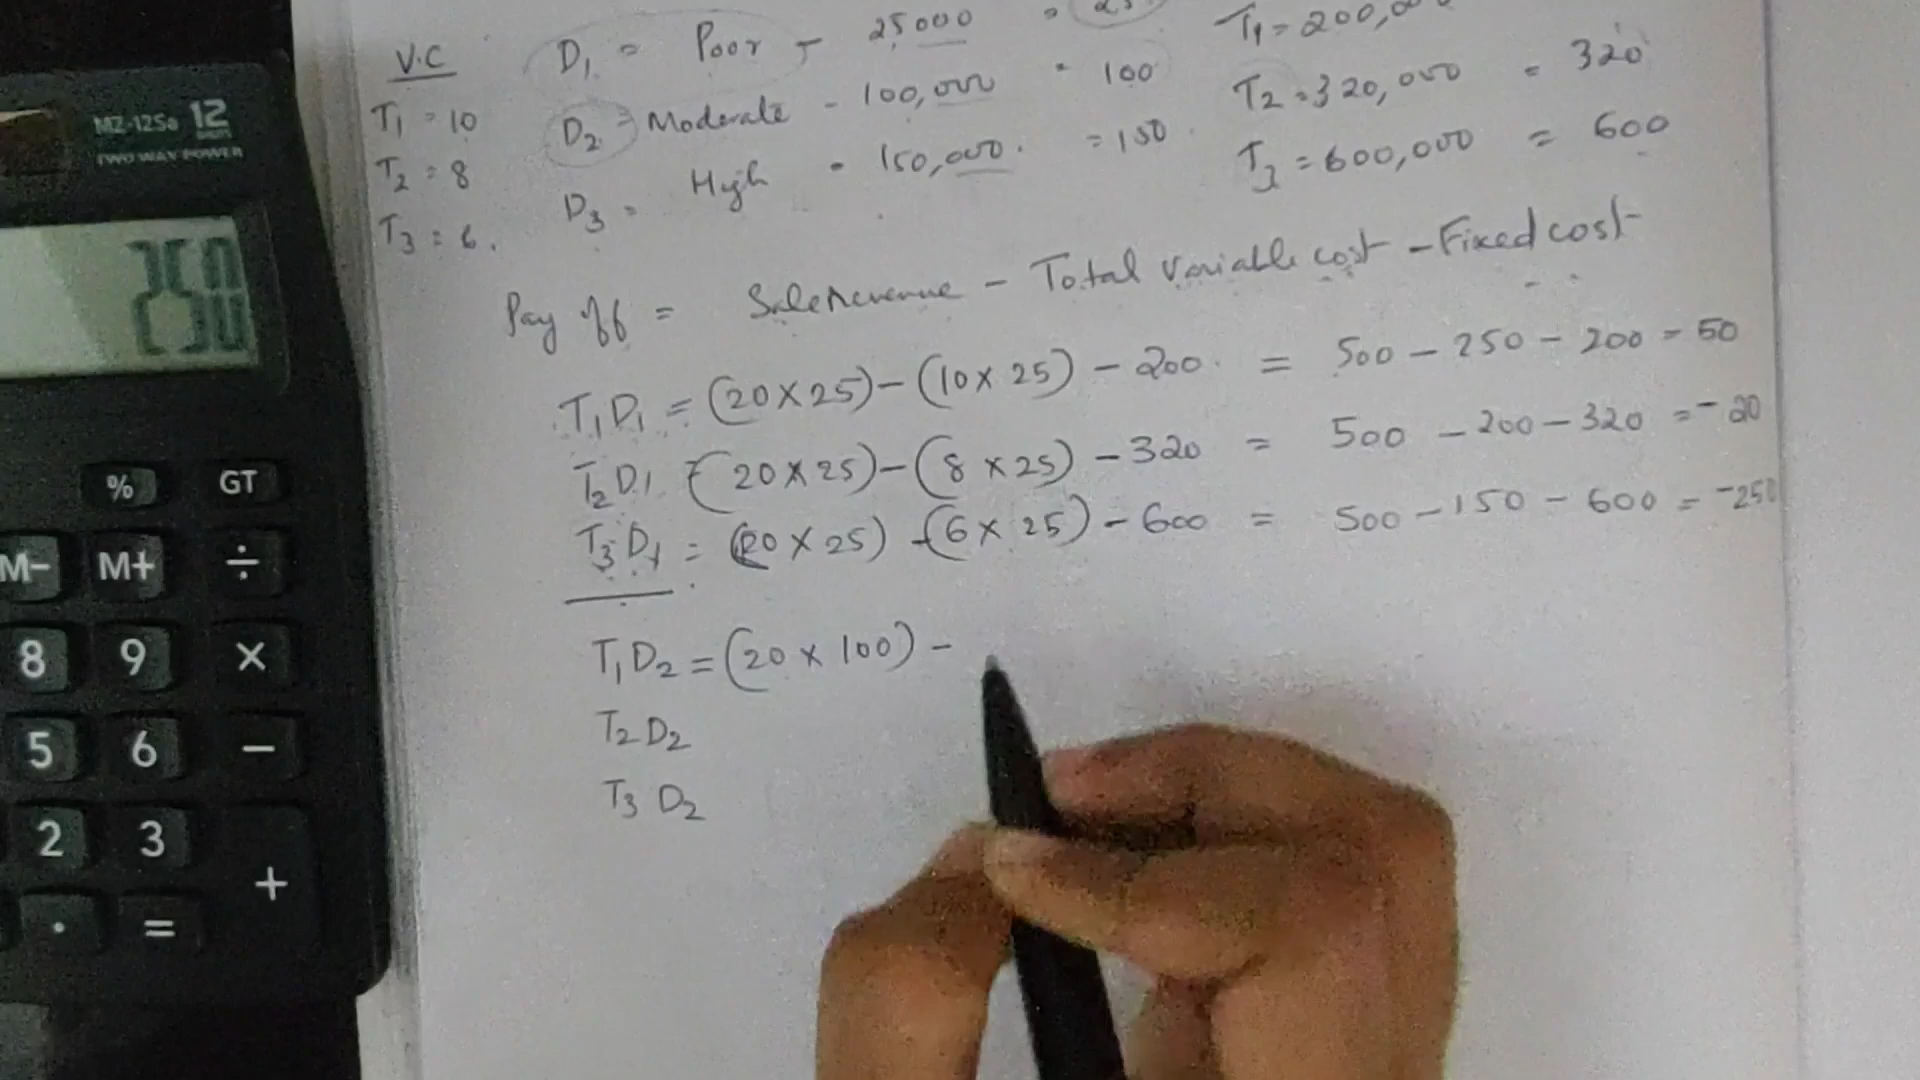 V.C D1 = Poor - 25000 = 25 T1 = 200,000
T1 = 10 D2 = Moderate - 100,000 = 100 T2 = 320,000 = 320
T2 = 8 D3 = High - 150,000 = 150 T3 = 600,000 = 600
T3 = 6.
Pay off = Sale revenue - Total variable cost - Fixed cost
T1D1 = (20 x 25) - (10 x 25) - 200 = 500 - 250 - 200 = 50
T2D1 = (20 x 25) - (8 x 25) - 320 = 500 - 200 - 320 = -20
T3D1 = (20 x 25) - (6 x 25) - 600 = 500 - 150 - 600 = -250
T1D2 = (20 x 100) -
T2D2
T3D2
MZ-12Sa 12
TWO WAY POWER
250
% GT
M- M+ ÷
8 9 ×
5 6 −
2 3 +
. =